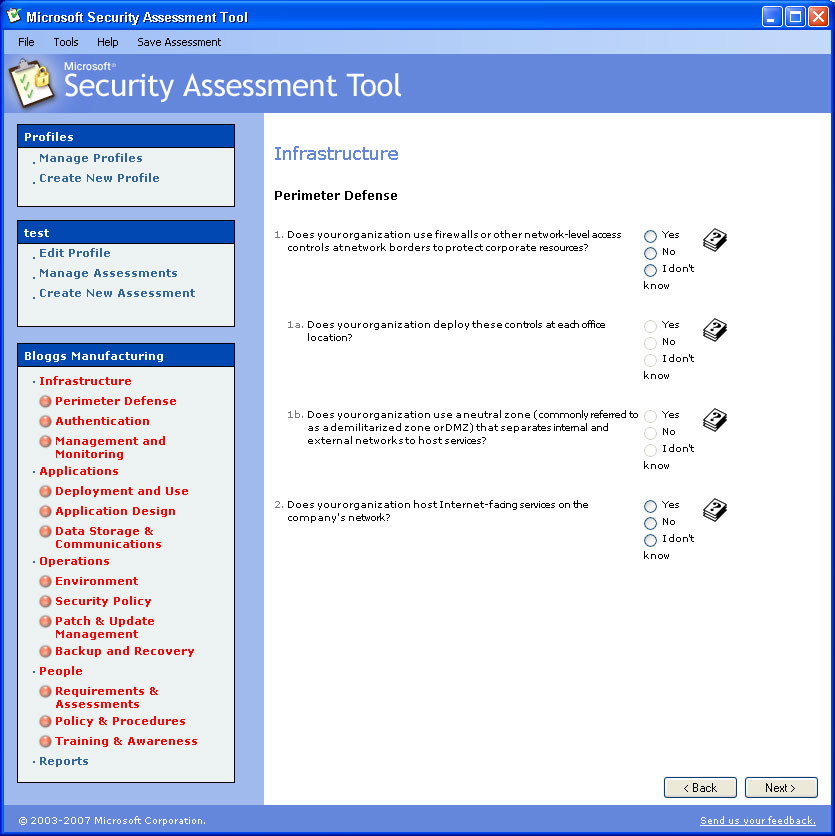 Microsoft Security Assessment Tool
File Tools Help Save Assessment
Microsoft®
Security Assessment Tool
Profiles
Manage Profiles
Create New Profile
test
Edit Profile
Manage Assessments
Create New Assessment
Bloggs Manufacturing
Infrastructure
Perimeter Defense
Authentication
Management and
Monitoring
Applications
Deployment and Use
Application Design
Data Storage &
Communications
Operations
Environment
Security Policy
Patch & Update
Management
Backup and Recovery
People
Requirements &
Assessments
Policy & Procedures
Training & Awareness
Reports
Infrastructure
Perimeter Defense
1. Does your organization use firewalls or other network-level access
controls at network borders to protect corporate resources?
Yes
No
I don't
know
1a. Does your organization deploy these controls at each office
location?
Yes
No
I don't
know
1b. Does your organization use a neutral zone (commonly referred to
as a demilitarized zone or DMZ) that separates internal and
external networks to host services?
Yes
No
I don't
know
2. Does your organization host Internet-facing services on the
company's network?
Yes
No
I don't
know
< Back
Next >
© 2003-2007 Microsoft Corporation.
Send us your feedback.